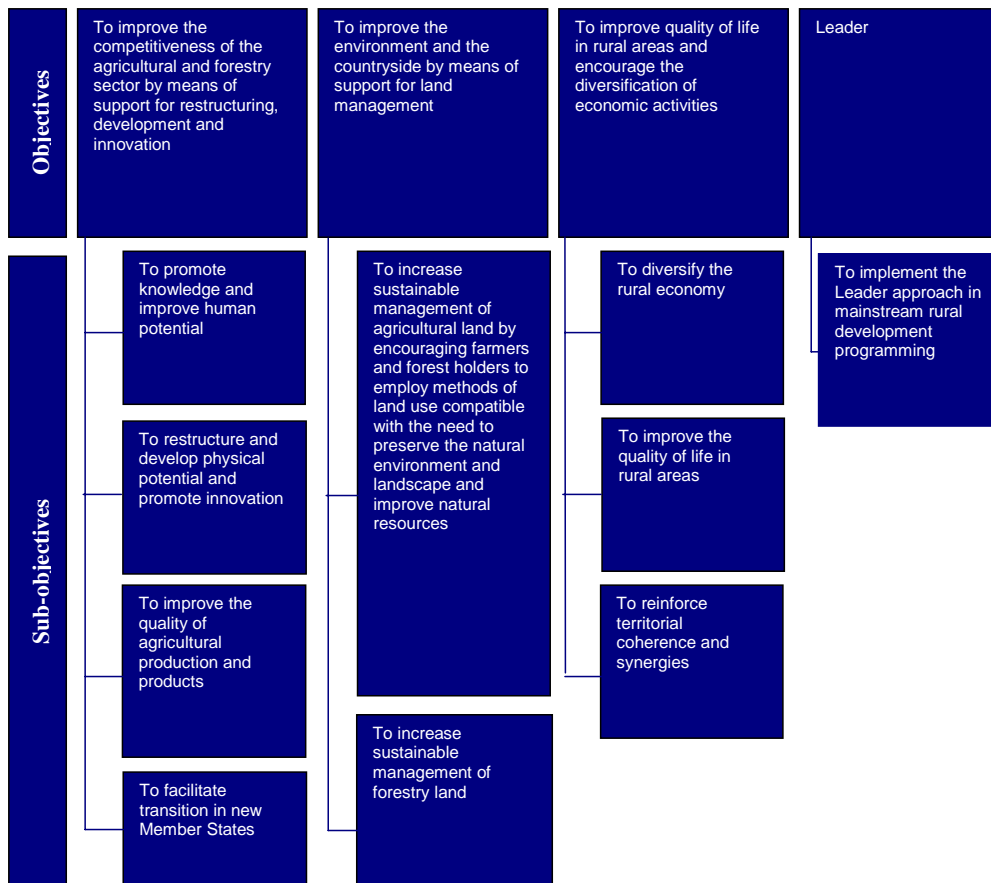 Objectives
To improve the
competitiveness of the
agricultural and forestry
sector by means of
support for restructuring,
development and
innovation
To improve the
environment and the
countryside by means of
support for land
management
To improve quality of life
in rural areas and
encourage the
diversification of
economic activities
Leader
Sub-objectives
To promote
knowledge and
improve human
potential
To restructure and
develop physical
potential and
promote innovation
To improve the
quality of
agricultural
production and
products
To facilitate
transition in new
Member States
To increase
sustainable
management of
agricultural land by
encouraging farmers
and forest holders to
employ methods of
land use compatible
with the need to
preserve the natural
environment and
landscape and
improve natural
resources
To increase
sustainable
management of
forestry land
To diversify the
rural economy
To improve the
quality of life in
rural areas
To reinforce
territorial
coherence and
synergies
To implement the
Leader approach in
mainstream rural
development
programming